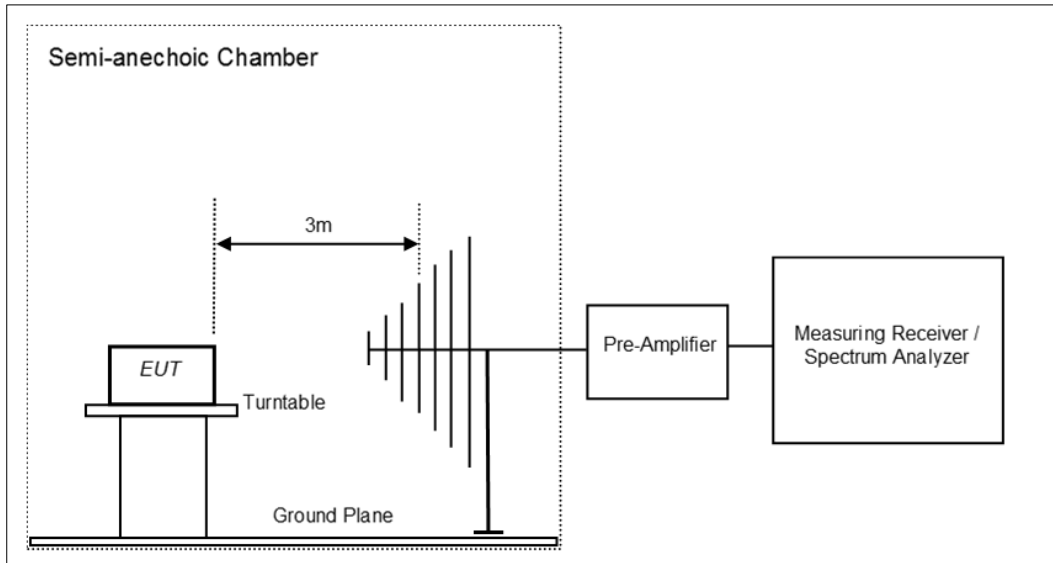 Semi-anechoic Chamber
3m
EUT
Turntable
Ground Plane
Pre-Amplifier
Measuring Receiver /
Spectrum Analyzer